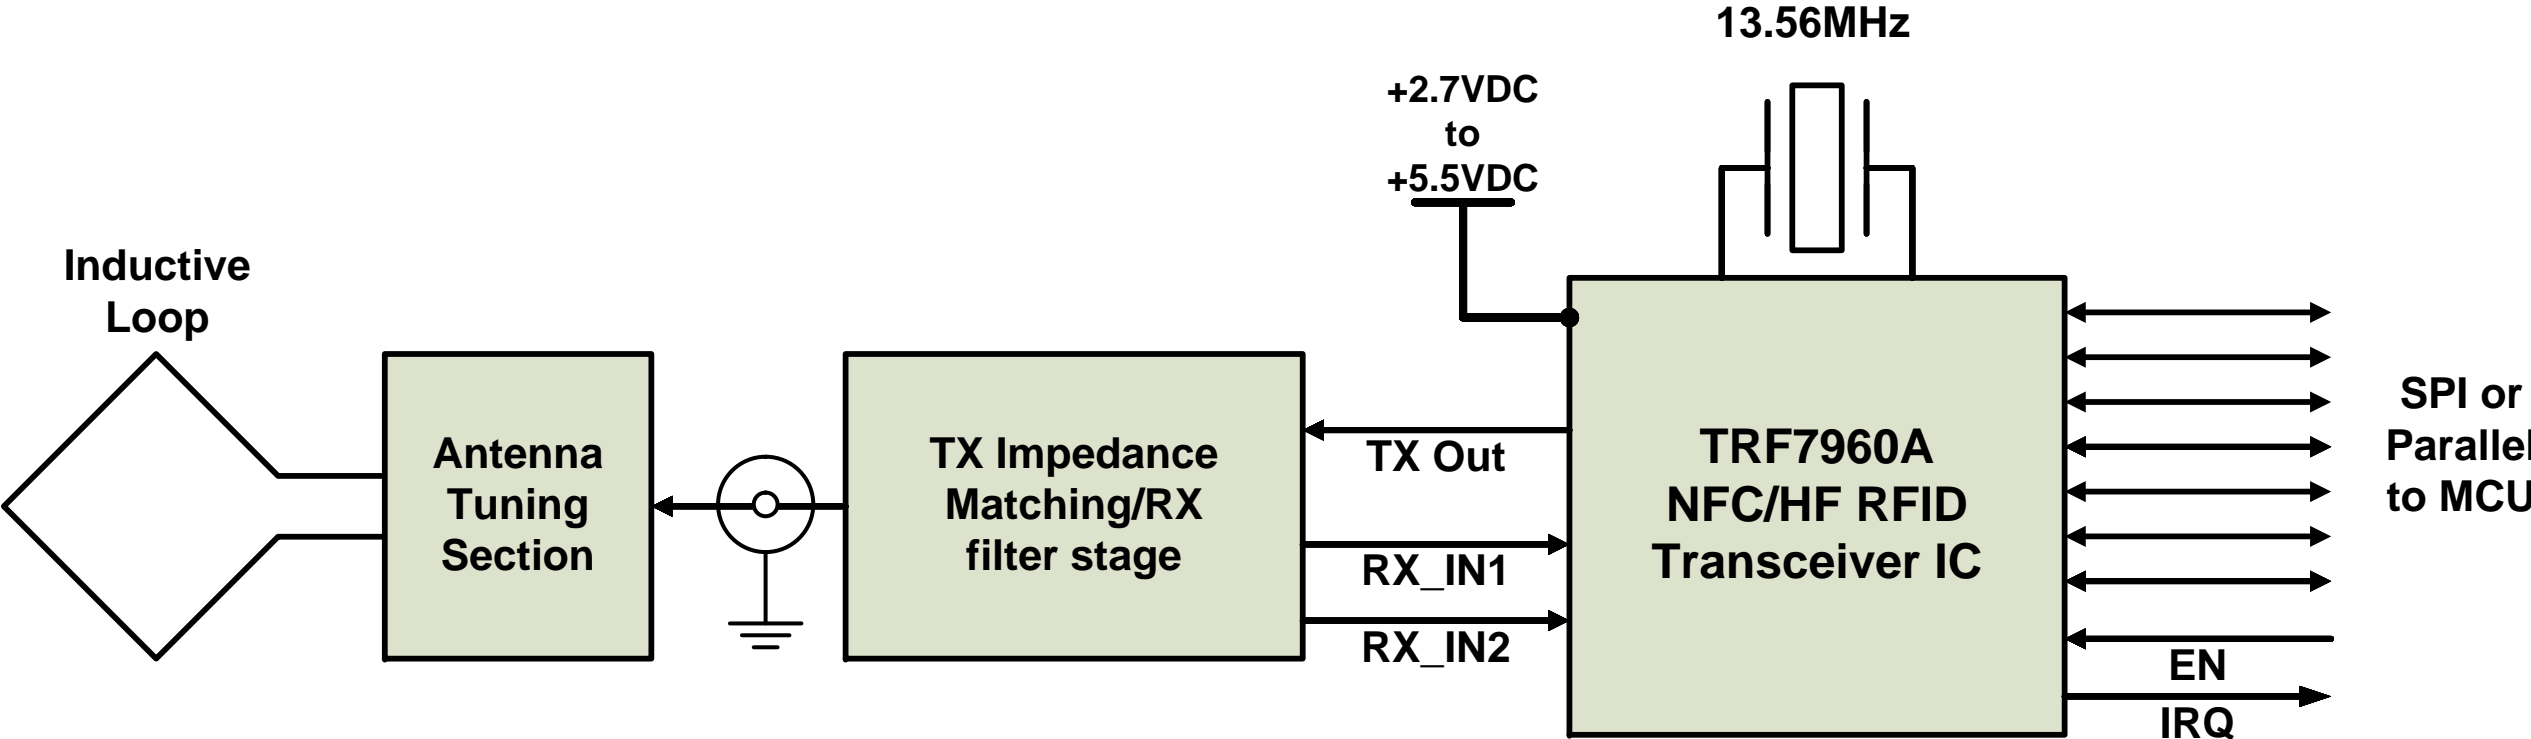 13.56MHz
+2.7VDC
to
+5.5VDC
Inductive
Loop
Antenna
Tuning
Section
TX Impedance
Matching/RX
filter stage
TX Out
RX_IN1
RX_IN2
TRF7960A
NFC/HF RFID
Transceiver IC
SPI or
Parallel
to MCU
EN
IRQ